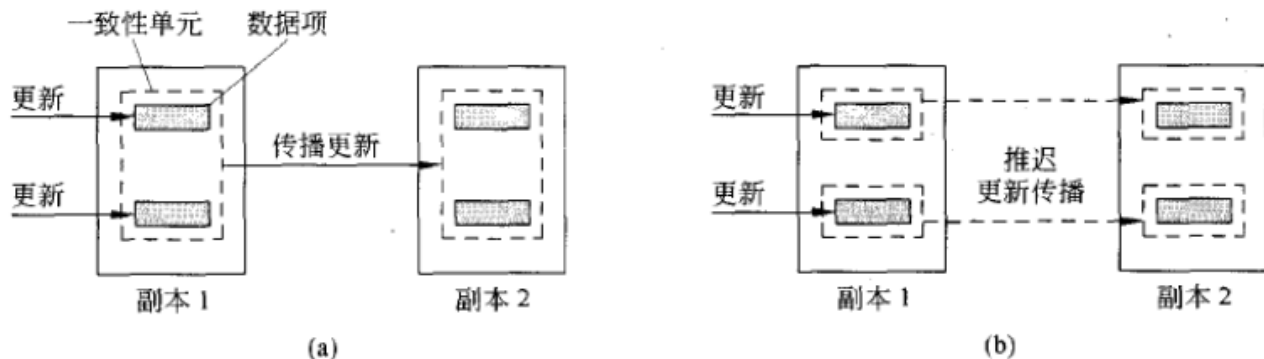 一致性单元 数据项
更新
传播更新
更新
副本 1 副本 2
(a)
更新
推迟
更新传播
更新
副本 1 副本 2
(b)